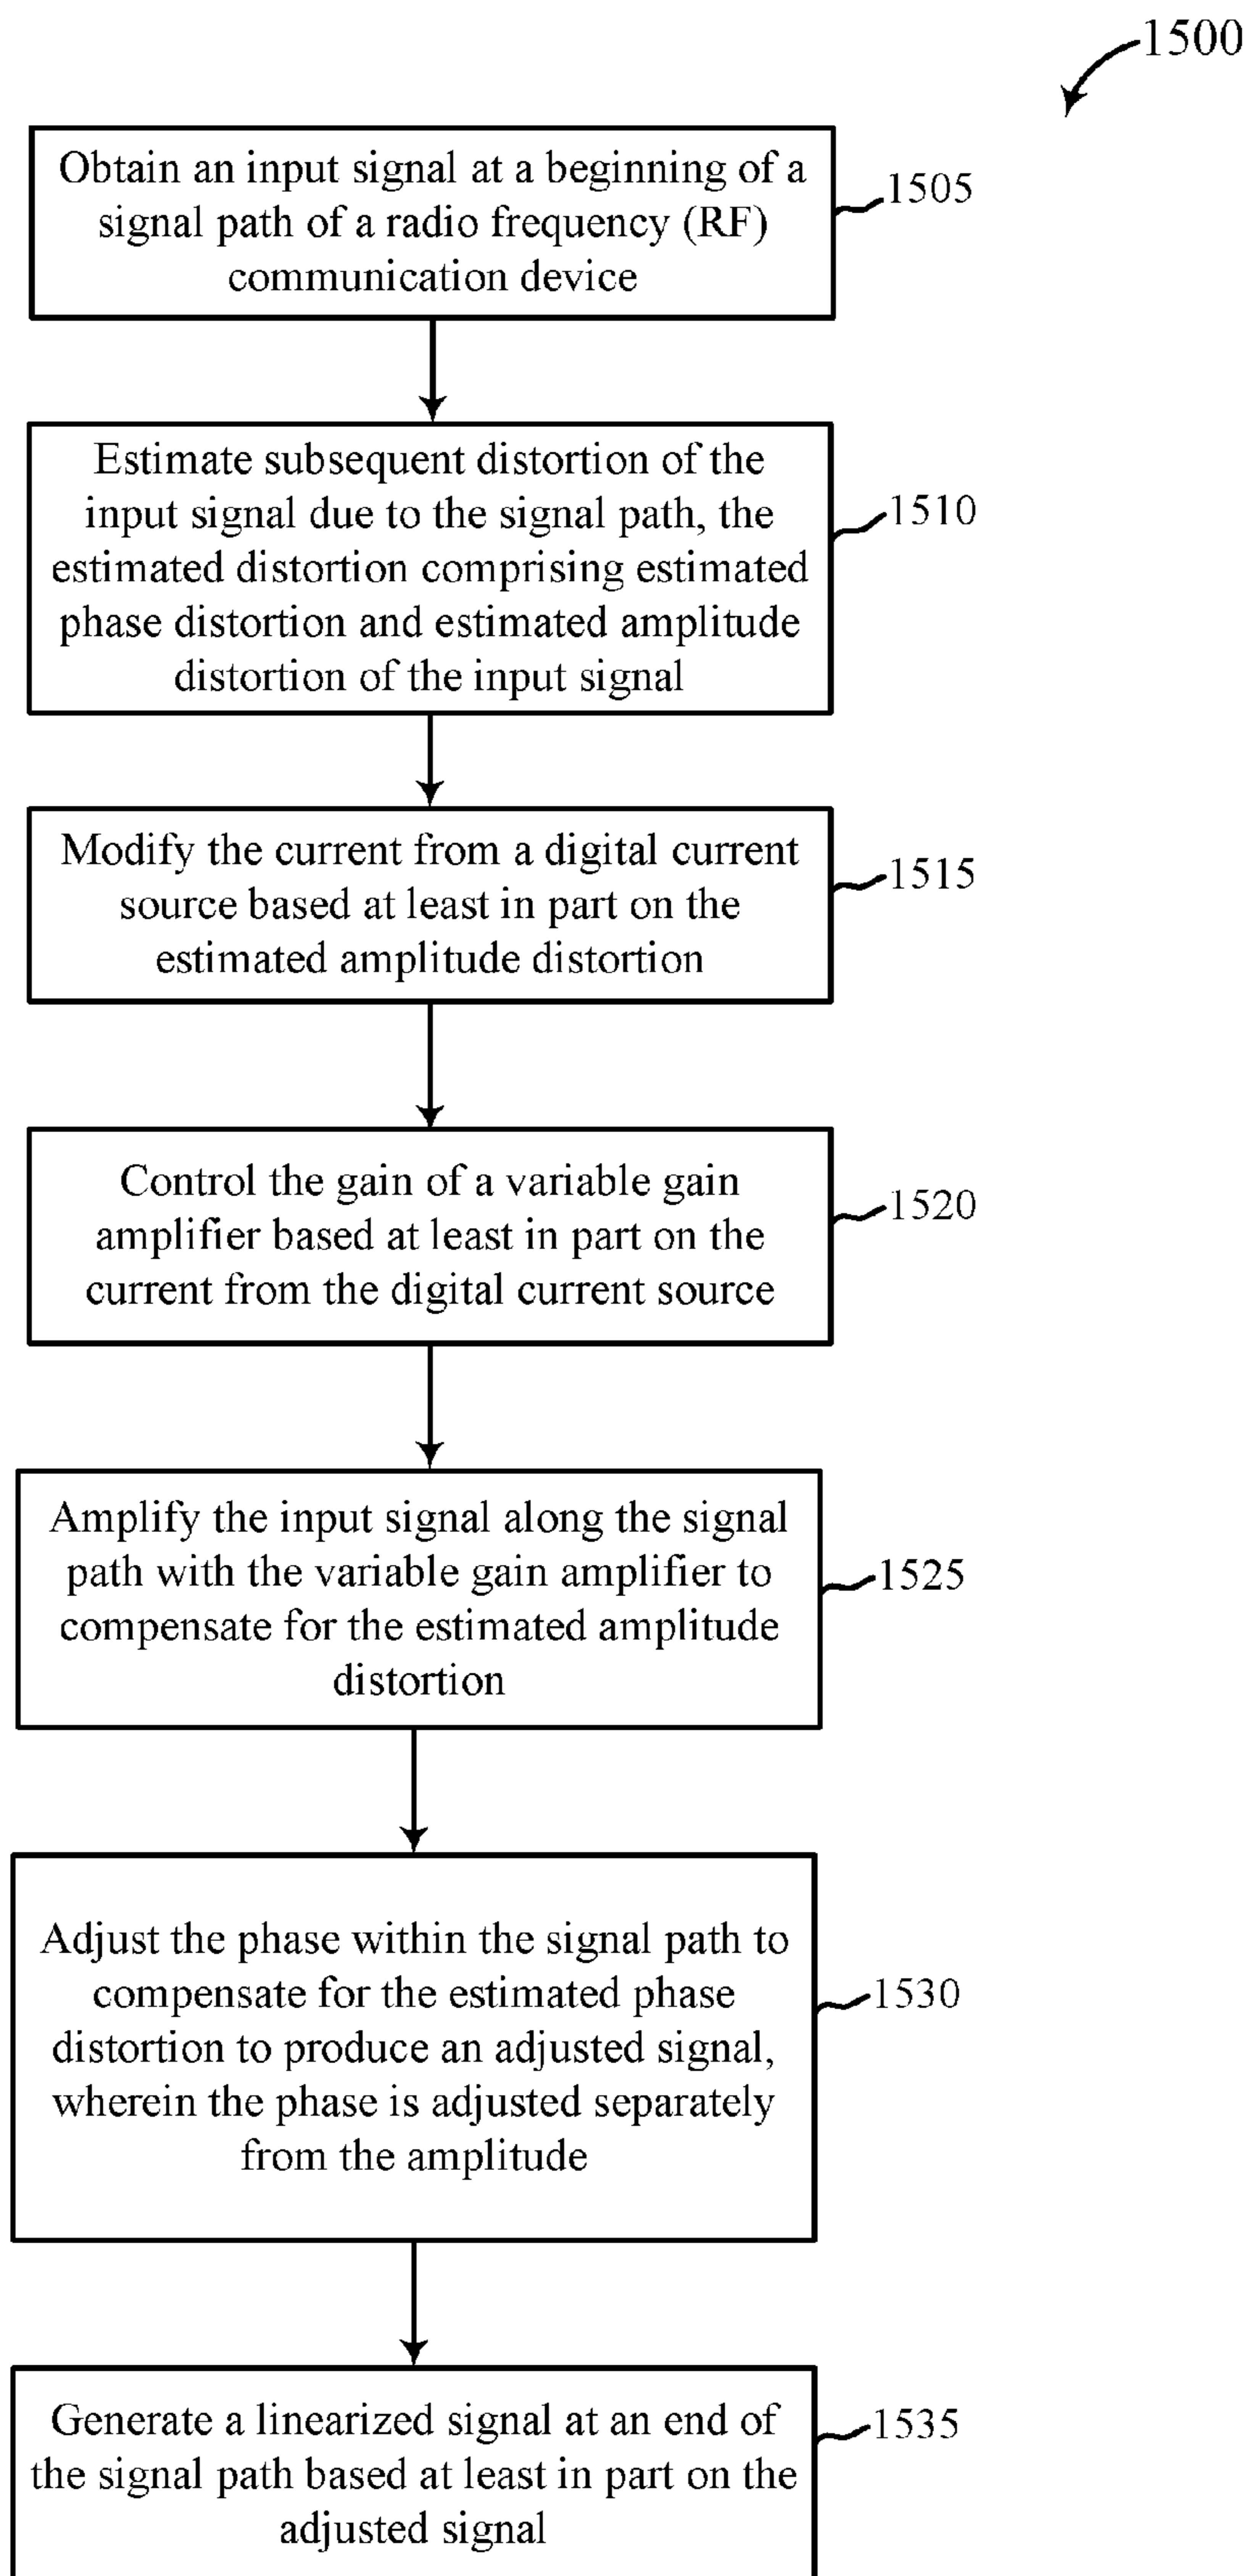 1500
Obtain an input signal at a beginning of a
signal path of a radio frequency (RF)
communication device
1505
Estimate subsequent distortion of the
input signal due to the signal path, the
estimated distortion comprising estimated
phase distortion and estimated amplitude
distortion of the input signal
1510
Modify the current from a digital current
source based at least in part on the
estimated amplitude distortion
1515
Control the gain of a variable gain
amplifier based at least in part on the
current from the digital current source
1520
Amplify the input signal along the signal
path with the variable gain amplifier to
compensate for the estimated amplitude
distortion
1525
Adjust the phase within the signal path to
compensate for the estimated phase
distortion to produce an adjusted signal,
wherein the phase is adjusted separately
from the amplitude
1530
Generate a linearized signal at an end of
the signal path based at least in part on the
adjusted signal
1535